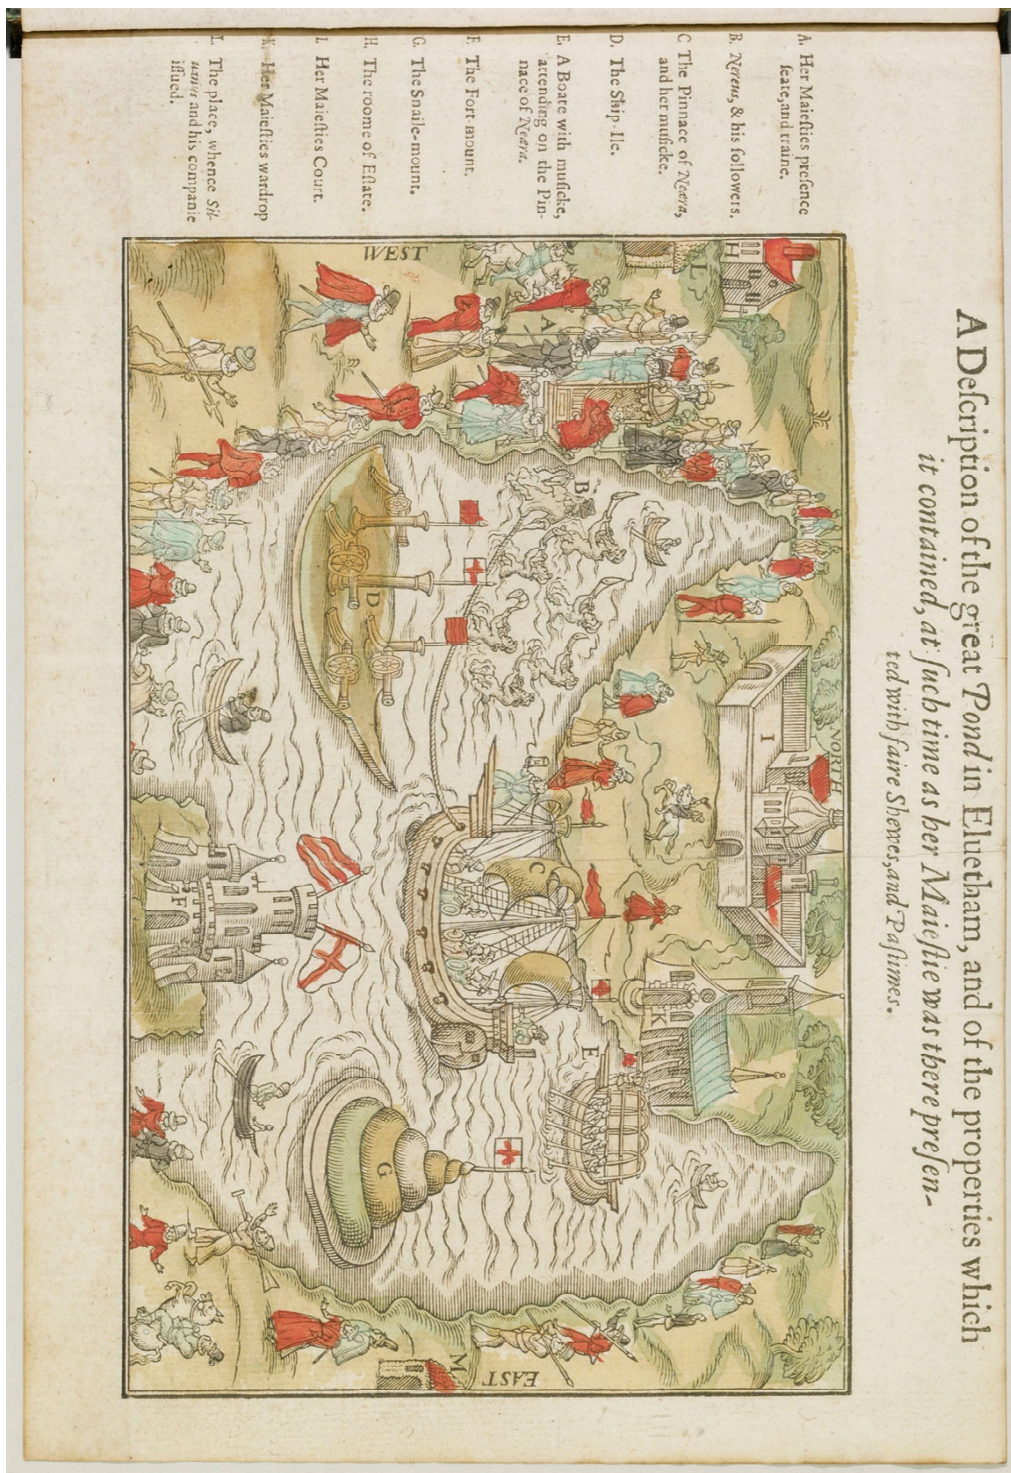 A Deſcription of the great Pond in Eluetham, and of the properties which
it contained, at ſuch time as her Maieſtie was there preſen-
ted with faire Shewes, and Paſtimes.
A. Her Maieſties preſence
ſeate, and traine.
B. Nereus, & his followers.
C The Pinnace of Neæra,
and her muſicke.
D. The Ship-Ile.
E. A Boate with muſicke,
attending on the Pin-
nace of Neæra.
F. The Fort-mount.
G. The Snaile-mount.
H. The roome of Eſtate.
I. Her Maieſties Court.
K. Her Maieſties wardrop
L. The place, whence Sil-
uanus and his companie
iſſued.
NORTH
WEST
EAST
H
L
A
B
D
I
C
K
E
F
G
M